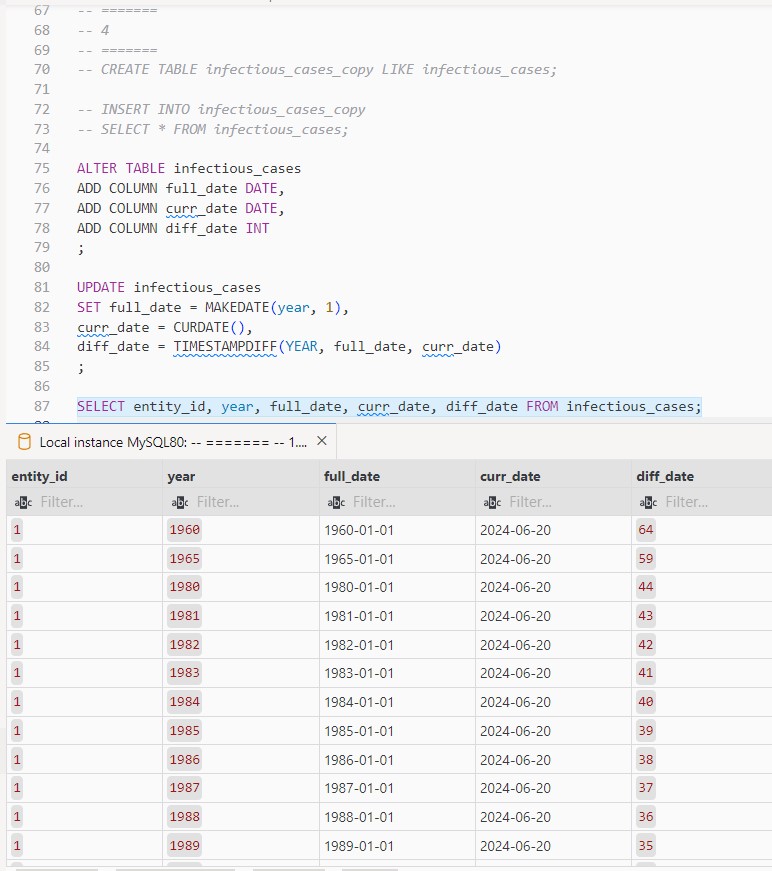 67 -- =======
68 -- 4
69 -- =======
70 -- CREATE TABLE infectious_cases_copy LIKE infectious_cases;
71
72 -- INSERT INTO infectious_cases_copy
73 -- SELECT * FROM infectious_cases;
74
75 ALTER TABLE infectious_cases
76 ADD COLUMN full_date DATE,
77 ADD COLUMN curr_date DATE,
78 ADD COLUMN diff_date INT
79 ;
80
81 UPDATE infectious_cases
82 SET full_date = MAKEDATE(year, 1),
83 curr_date = CURDATE(),
84 diff_date = TIMESTAMPDIFF(YEAR, full_date, curr_date)
85 ;
86
87 SELECT entity_id, year, full_date, curr_date, diff_date FROM infectious_cases;
Local instance MySQL80: -- ======= -- 1.... ×
entity_id year full_date curr_date diff_date
abc Filter... abc Filter... abc Filter... abc Filter... abc Filter...
1 1960 1960-01-01 2024-06-20 64
1 1965 1965-01-01 2024-06-20 59
1 1980 1980-01-01 2024-06-20 44
1 1981 1981-01-01 2024-06-20 43
1 1982 1982-01-01 2024-06-20 42
1 1983 1983-01-01 2024-06-20 41
1 1984 1984-01-01 2024-06-20 40
1 1985 1985-01-01 2024-06-20 39
1 1986 1986-01-01 2024-06-20 38
1 1987 1987-01-01 2024-06-20 37
1 1988 1988-01-01 2024-06-20 36
1 1989 1989-01-01 2024-06-20 35